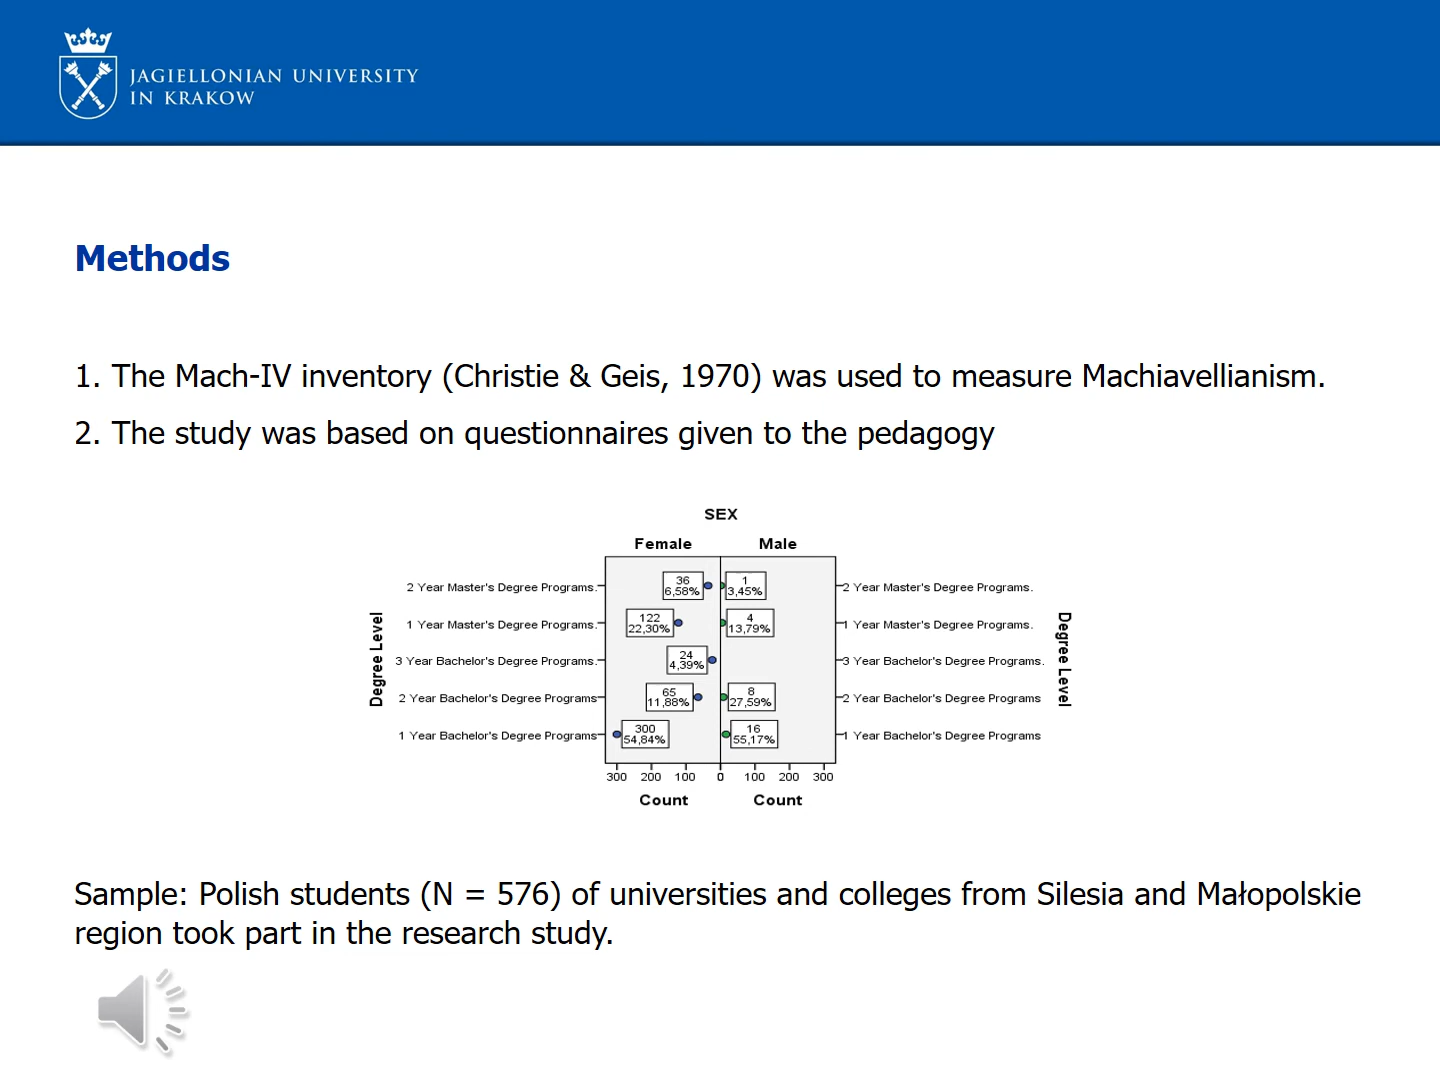 JAGIELLONIAN UNIVERSITY
IN KRAKOW
Methods
1. The Mach-IV inventory (Christie & Geis, 1970) was used to measure Machiavellianism.
2. The study was based on questionnaires given to the pedagogy
SEX
Female Male
2 Year Master's Degree Programs. 36 6,58% 1 3,45% 2 Year Master's Degree Programs.
1 Year Master's Degree Programs. 122 22,30% 4 13,79% 1 Year Master's Degree Programs.
3 Year Bachelor's Degree Programs. 24 4,39% 3 Year Bachelor's Degree Programs.
2 Year Bachelor's Degree Programs 65 11,88% 8 27,59% 2 Year Bachelor's Degree Programs
1 Year Bachelor's Degree Programs 300 54,84% 16 55,17% 1 Year Bachelor's Degree Programs
Degree Level
Degree Level
300 200 100 0 100 200 300
Count Count
Sample: Polish students (N = 576) of universities and colleges from Silesia and Małopolskie
region took part in the research study.